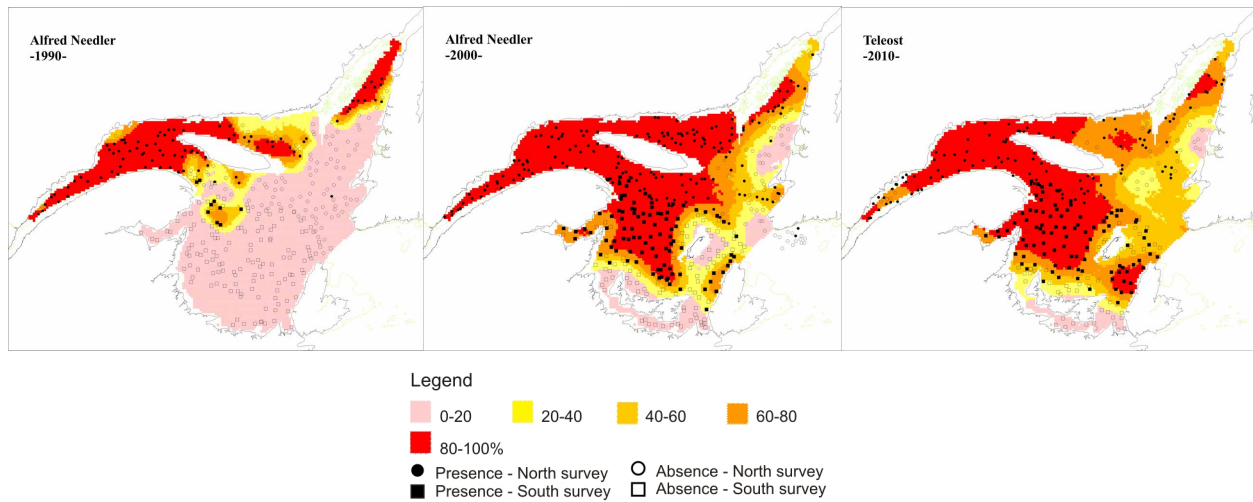 Alfred Needler
-1990-
Alfred Needler
-2000-
Teleost
-2010-
Legend
0-20
20-40
40-60
60-80
80-100%
Presence - North survey
Absence - North survey
Presence - South survey
Absence - South survey